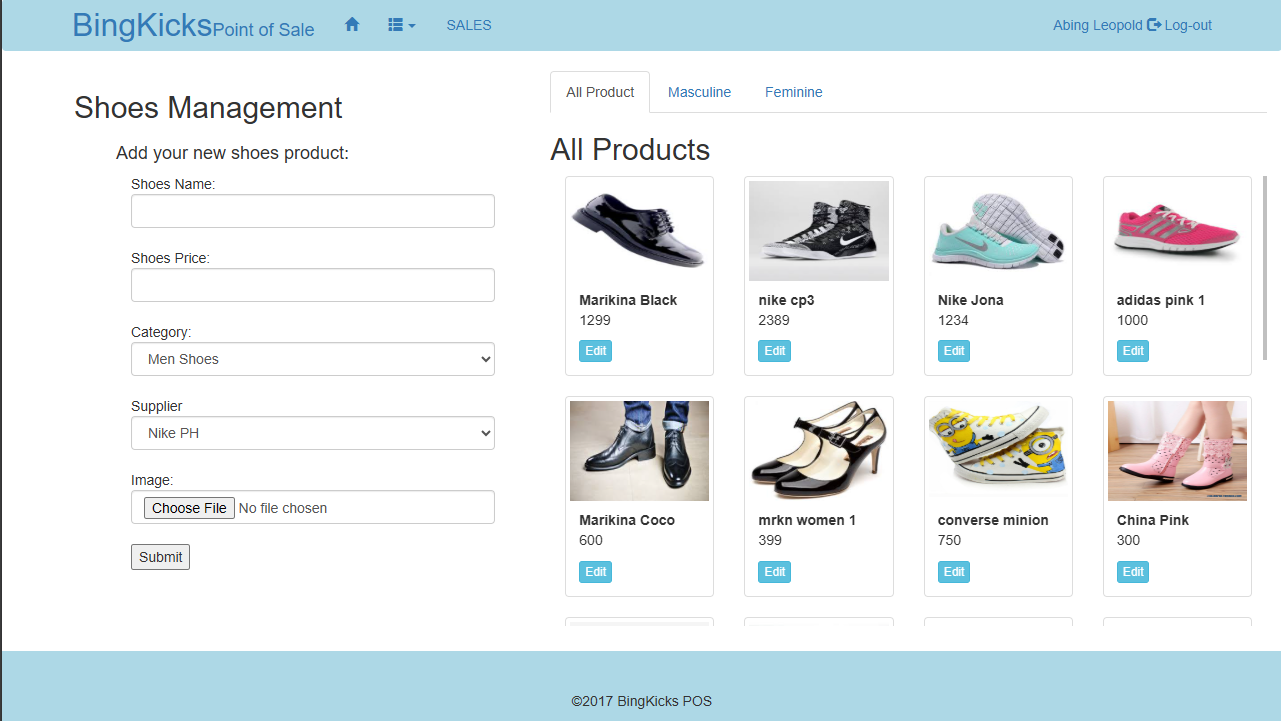 BingKicks Point of Sale
SALES
Abing Leopold Log-out
Shoes Management
Add your new shoes product:
Shoes Name:
Shoes Price:
Category:
Men Shoes
Supplier
Nike PH
Image:
Choose File No file chosen
Submit
All Product Masculine Feminine
All Products
Marikina Black
1299
Edit
nike cp3
2389
Edit
Nike Jona
1234
Edit
adidas pink 1
1000
Edit
Marikina Coco
600
Edit
mrkn women 1
399
Edit
converse minion
750
Edit
China Pink
300
Edit
©2017 BingKicks POS